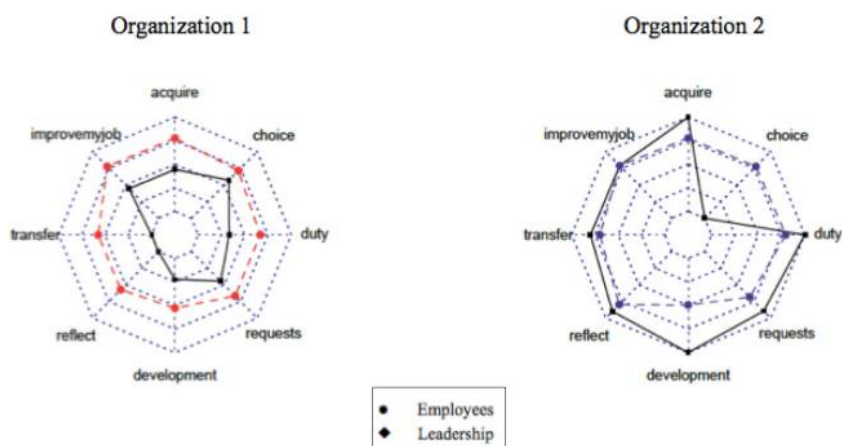 Organization 1
acquire
improvemyjob
choice
transfer
duty
reflect
requests
development
Organization 2
acquire
improvemyjob
choice
transfer
duty
reflect
requests
development
Employees
Leadership